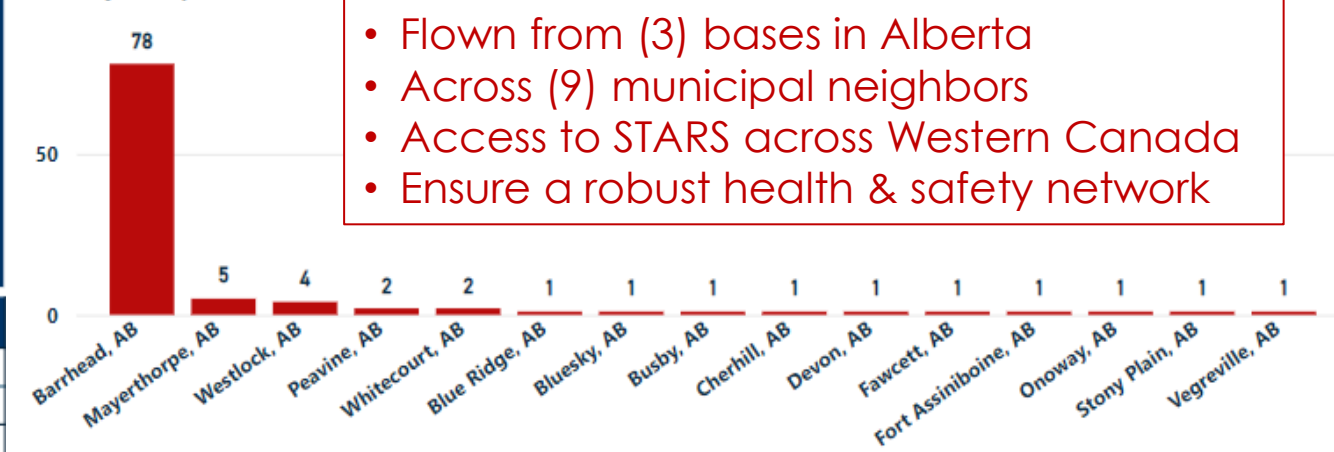 • Flown from (3) bases in Alberta
• Across (9) municipal neighbors
• Access to STARS across Western Canada
• Ensure a robust health & safety network
78
50
5
4
2
2
1
1
1
1
1
1
1
1
1
1
0
Barrhead, AB
Mayerthorpe, AB
Westlock, AB
Peavine, AB
Whitecourt, AB
Blue Ridge, AB
Bluesky, AB
Busby, AB
Cherhill, AB
Devon, AB
Fawcett, AB
Fort Assiniboine, AB
Onoway, AB
Stony Plain, AB
Vegreville, AB